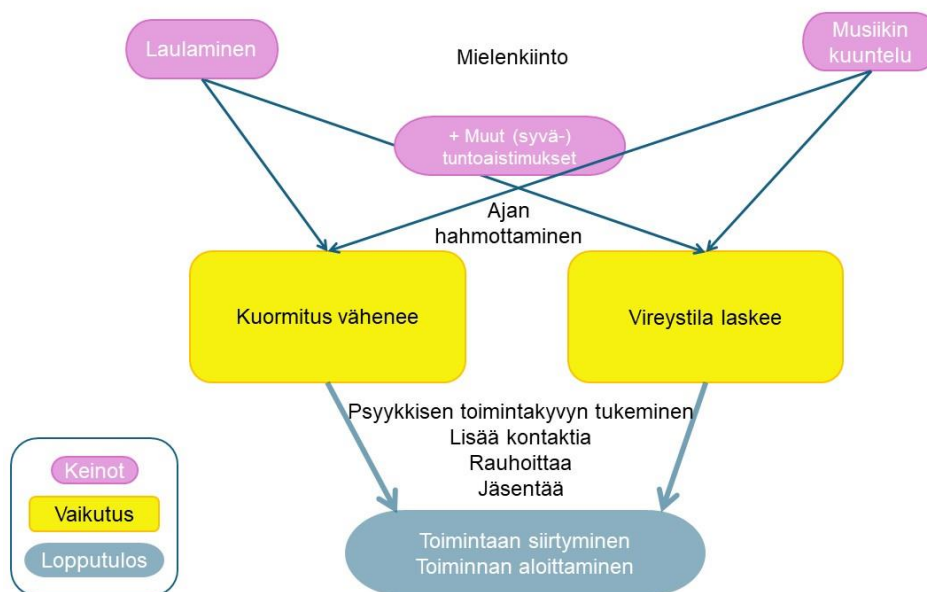 Laulaminen
Mielenkiinto
Musiikin
kuuntelu
+ Muut (syvä-)
tuntoaistimukset
Ajan
hahmottaminen
Kuormitus vähenee
Vireystila laskee
Psyykkisen toimintakyvyn tukeminen
Lisää kontaktia
Rauhoittaa
Jäsentää
Keinot
Vaikutus
Lopputulos
Toimintaan siirtyminen
Toiminnan aloittaminen